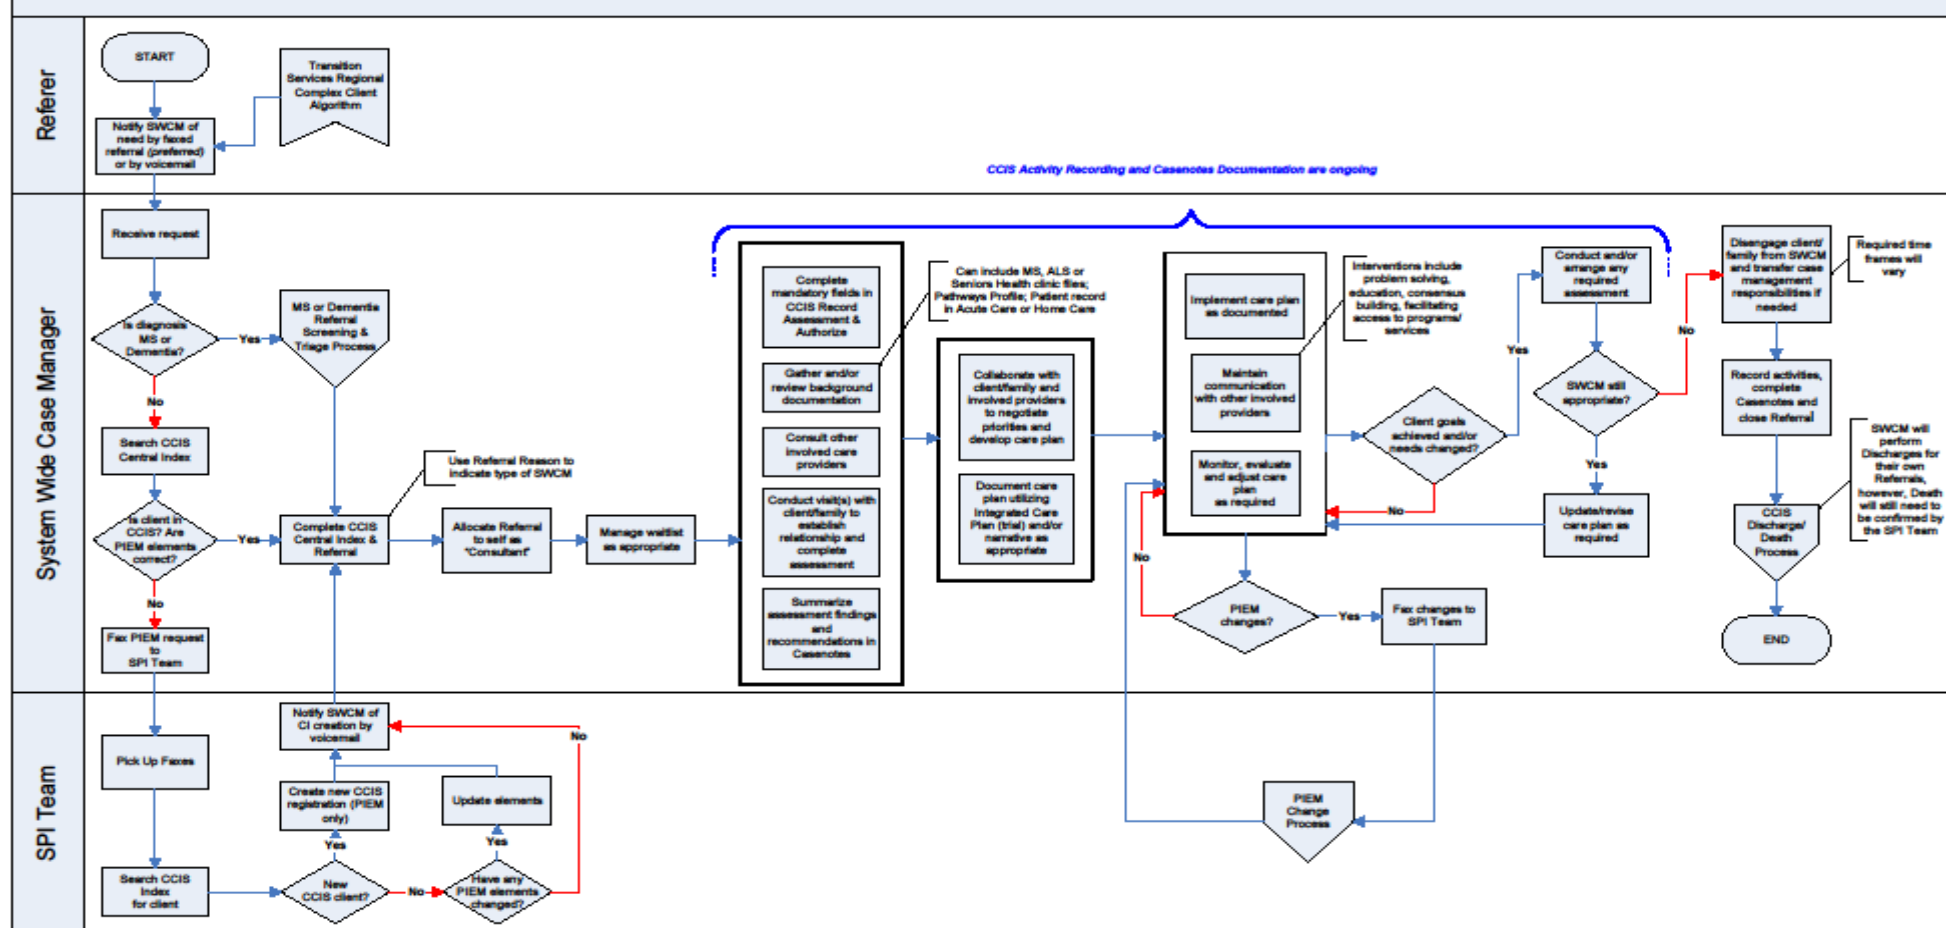 Referer
START
Transition
Services Regional
Complex Client
Algorithm
Notify SWCM of
need by faxed
referral (preferred)
or by voicemail
CCIS Activity Recording and Casenotes Documentation are ongoing
System Wide Case Manager
Receive request
Is diagnosis
MS or
Dementia?
Yes
MS or Dementia
Referral
Screening &
Triage Process
No
Search CCIS
Central Index
Is client in
CCIS? Are
PIEM elements
correct?
Yes
Use Referral Reason to
indicate type of SWCM
Complete CCIS
Central Index &
Referral
Allocate Referral
to self as
"Consultant"
Manage waitlist
as appropriate
No
Fax PIEM request
to
SPI Team
Complete
mandatory fields in
CCIS Record
Assessment &
Authorize
Gather and/or
review background
documentation
Consult other
involved care
providers
Conduct visit(s) with
client/family to
establish
relationship and
complete
assessment
Summarize
assessment findings
and
recommendations in
Casenotes
Can include MS, ALS or
Seniors Health clinic files;
Pathways Profile; Patient record
in Acute Care or Home Care
Collaborate with
client/family and
involved providers
to negotiate
priorities and
develop care plan
Document care
plan utilizing
Integrated Care
Plan (trial) and/or
narrative as
appropriate
Implement care plan
as documented
Maintain
communication
with other involved
providers
Monitor, evaluate
and adjust care
plan
as required
Interventions include
problem solving,
education, consensus
building, facilitating
access to programs/
services
Client goals
achieved and/or
needs changed?
Yes
No
Conduct and/or
arrange any
required
assessment
SWCM still
appropriate?
No
Yes
Update/revise
care plan as
required
No
PIEM
changes?
Yes
Fax changes to
SPI Team
Disengage client/
family from SWCM
and transfer case
management
responsibilities if
needed
Required time
frames will
vary
Record activities,
complete
Casenotes and
close Referral
SWCM will
perform
Discharges for
their own
Referrals,
however, Death
will still need to
be confirmed by
the SPI Team
CCIS
Discharge/
Death
Process
END
SPI Team
Pick Up Faxes
Search CCIS
Index
for client
Notify SWCM of
CI creation by
voicemail
Create new CCIS
registration (PIEM
only)
Yes
New
CCIS client?
No
Update elements
Yes
Have any
PIEM elements
changed?
No
PIEM
Change
Process